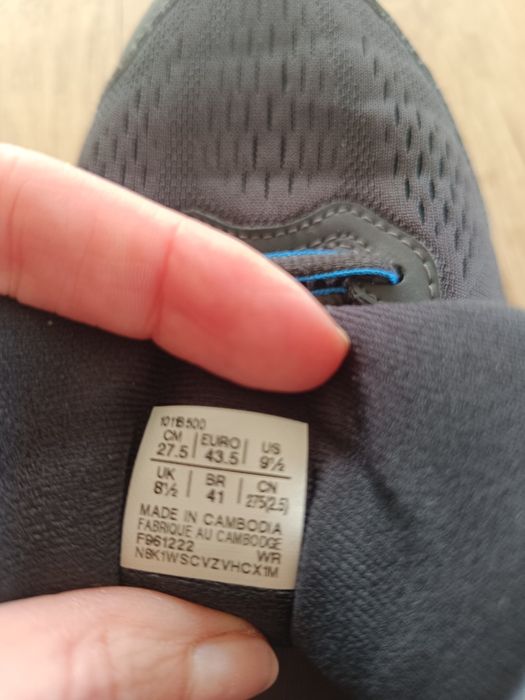 1011B500
CM | EURO | US
27.5 | 43.5 | 9½
UK | BR | CN
8½ | 41 | 275(2.5)
MADE IN CAMBODIA
FABRIQUE AU CAMBODGE
F961222 WR
N8K1WSCVZVHCX1M